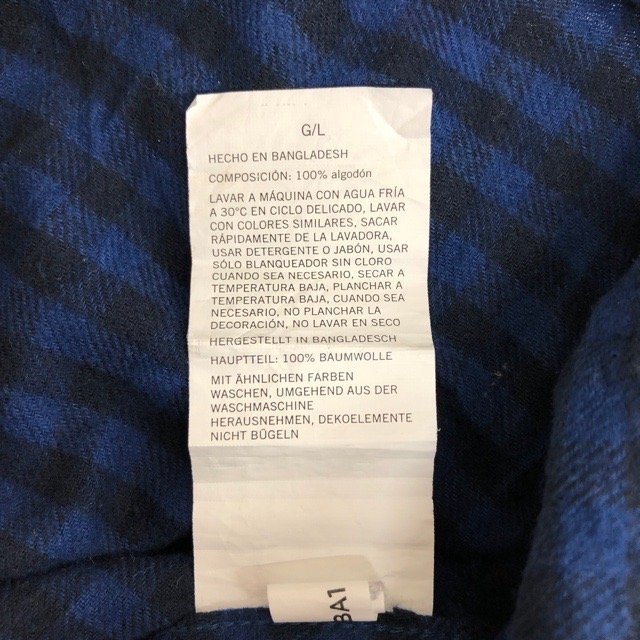 G/L
HECHO EN BANGLADESH
COMPOSICIÓN: 100% algodón
LAVAR A MÁQUINA CON AGUA FRÍA
A 30°C EN CICLO DELICADO, LAVAR
CON COLORES SIMILARES, SACAR
RÁPIDAMENTE DE LA LAVADORA,
USAR DETERGENTE O JABÓN, USAR
SÓLO BLANQUEADOR SIN CLORO
CUANDO SEA NECESARIO, SECAR A
TEMPERATURA BAJA, PLANCHAR A
TEMPERATURA BAJA, CUANDO SEA
NECESARIO, NO PLANCHAR LA
DECORACIÓN, NO LAVAR EN SECO
HERGESTELLT IN BANGLADESCH
HAUPTTEIL: 100% BAUMWOLLE
MIT ÄHNLICHEN FARBEN
WASCHEN, UMGEHEND AUS DER
WASCHMASCHINE
HERAUSNEHMEN, DEKOELEMENTE
NICHT BÜGELN